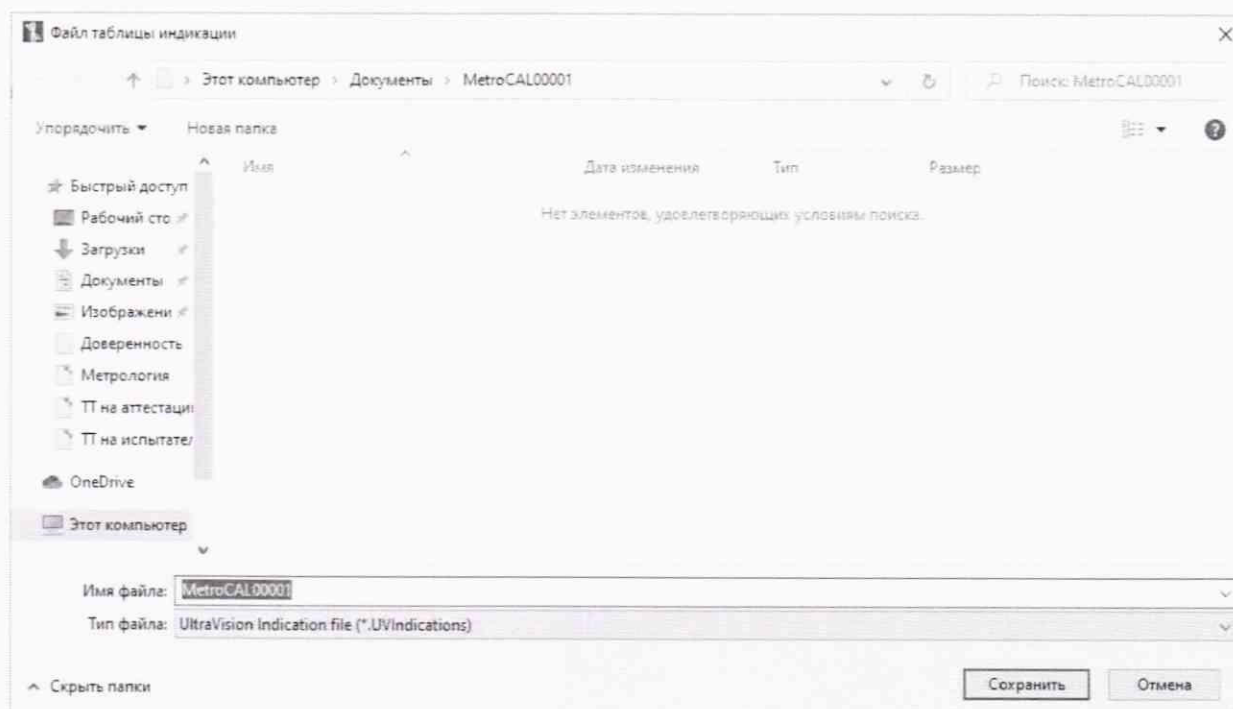 Файл таблицы индикации
Этот компьютер > Документы > MetroCAL00001
Поиск: MetroCAL00001
Упорядочить
Новая папка
Имя
Дата изменения
Тип
Размер
Нет элементов, удовлетворяющих условиям поиска.
Быстрый доступ
Рабочий сто
Загрузки
Документы
Изображени
Доверенность
Метрология
ТТ на аттестаци
ТТ на испытател
OneDrive
Этот компьютер
Имя файла: MetroCAL00001
Тип файла: UltraVision Indication file (*.UVIndications)
Скрыть папки
Сохранить
Отмена